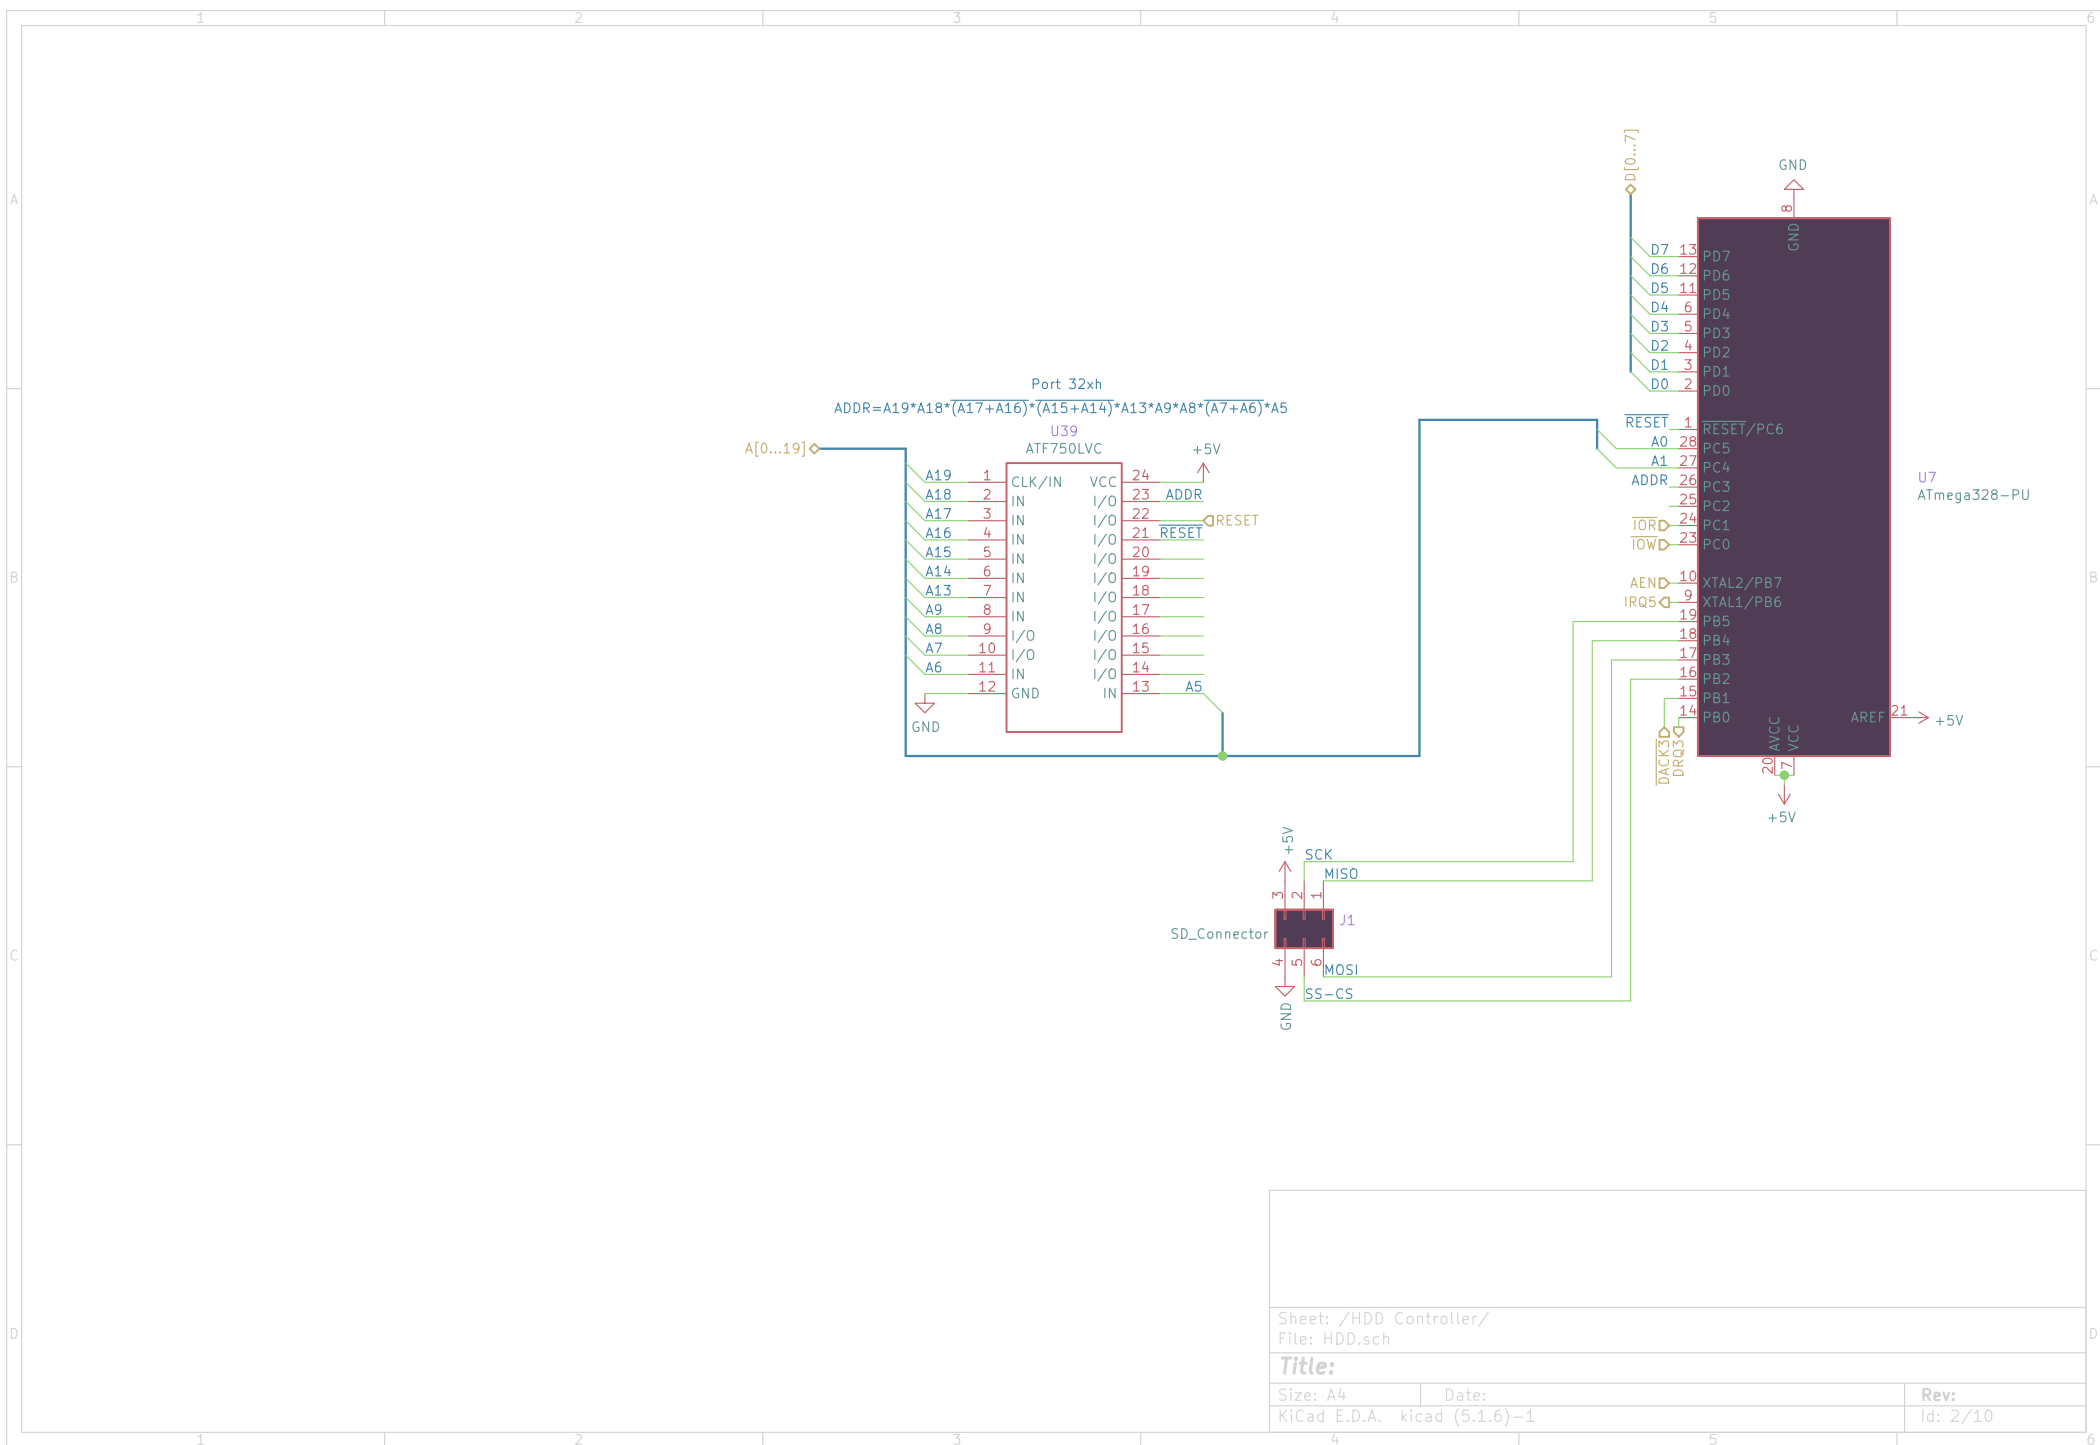 1 2 3 4 5 6
A A
B B
C C
D D
1 2 3 4 5 6
D[0...7]
GND
8
GND
D7 13 PD7
D6 12 PD6
D5 11 PD5
D4 6 PD4
D3 5 PD3
D2 4 PD2
D1 3 PD1
D0 2 PD0
RESET 1 RESET/PC6
A0 28 PC5
A1 27 PC4
ADDR 26 PC3
25 PC2
IOR 24 PC1
IOW 23 PC0
AEN 10 XTAL2/PB7
IRQ5 9 XTAL1/PB6
19 PB5
18 PB4
17 PB3
16 PB2
15 PB1
14 PB0
DACK3
DRQ3
AREF 21 +5V
AVCC
VCC
20
7
+5V
U7
ATmega328-PU
Port 32xh
ADDR=A19*A18*(A17+A16)*(A15+A14)*A13*A9*A8*(A7+A6)*A5
U39
ATF750LVC
A[0...19]
A19 1 CLK/IN
A18 2 IN
A17 3 IN
A16 4 IN
A15 5 IN
A14 6 IN
A13 7 IN
A9 8 IN
A8 9 I/O
A7 10 I/O
A6 11 IN
12 GND
GND
+5V
VCC 24
I/O 23 ADDR
I/O 22 RESET
I/O 21 RESET
I/O 20
I/O 19
I/O 18
I/O 17
I/O 16
I/O 15
I/O 14
IN 13 A5
+5V
SCK
MISO
3 2 1
J1
SD_Connector
4 5 6
MOSI
SS-CS
GND
Sheet: /HDD Controller/
File: HDD.sch
Title:
Size: A4 Date: Rev:
KiCad E.D.A. kicad (5.1.6)-1 Id: 2/10